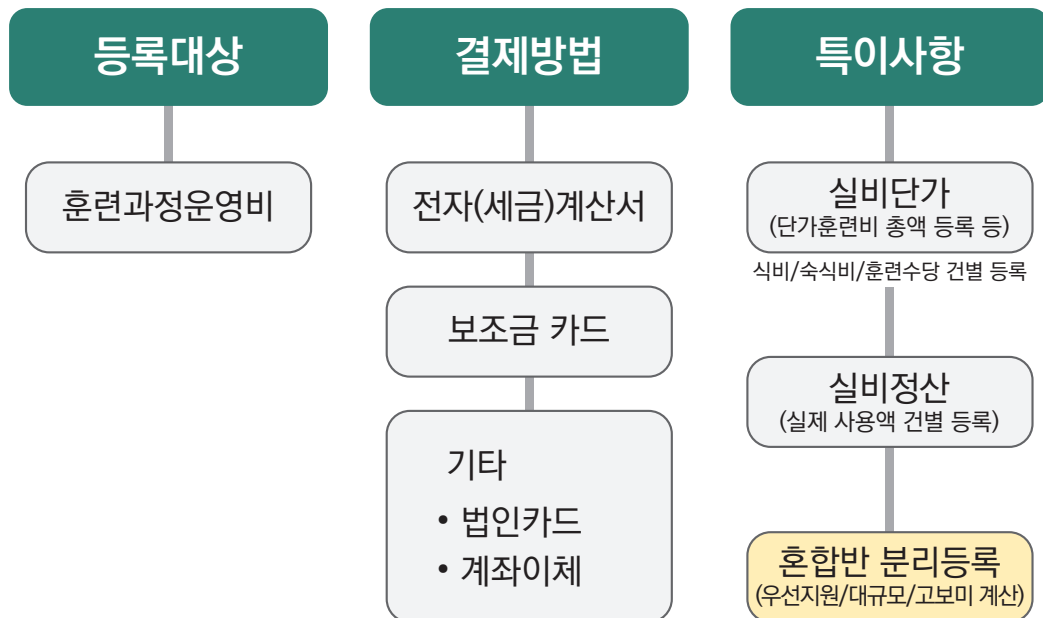 등록대상
훈련과정운영비
결제방법
전자(세금)계산서
보조금 카드
기타
• 법인카드
• 계좌이체
특이사항
실비단가
(단가훈련비 총액 등록 등)
식비/숙식비/훈련수당 건별 등록
실비정산
(실제 사용액 건별 등록)
혼합반 분리등록
(우선지원/대규모/고보미 계산)